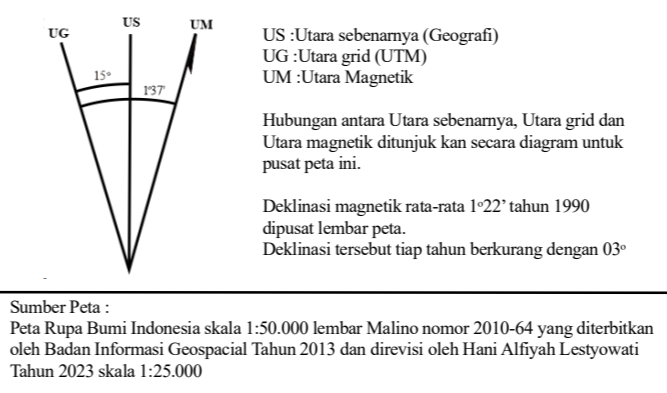 US
UG
UM
15°
1°37'
US :Utara sebenarnya (Geografi)
UG :Utara grid (UTM)
UM :Utara Magnetik
Hubungan antara Utara sebenarnya, Utara grid dan
Utara magnetik ditunjuk kan secara diagram untuk
pusat peta ini.
Deklinasi magnetik rata-rata 1°22' tahun 1990
dipusat lembar peta.
Deklinasi tersebut tiap tahun berkurang dengan 03°
Sumber Peta :
Peta Rupa Bumi Indonesia skala 1:50.000 lembar Malino nomor 2010-64 yang diterbitkan
oleh Badan Informasi Geospacial Tahun 2013 dan direvisi oleh Hani Alfiyah Lestyowati
Tahun 2023 skala 1:25.000